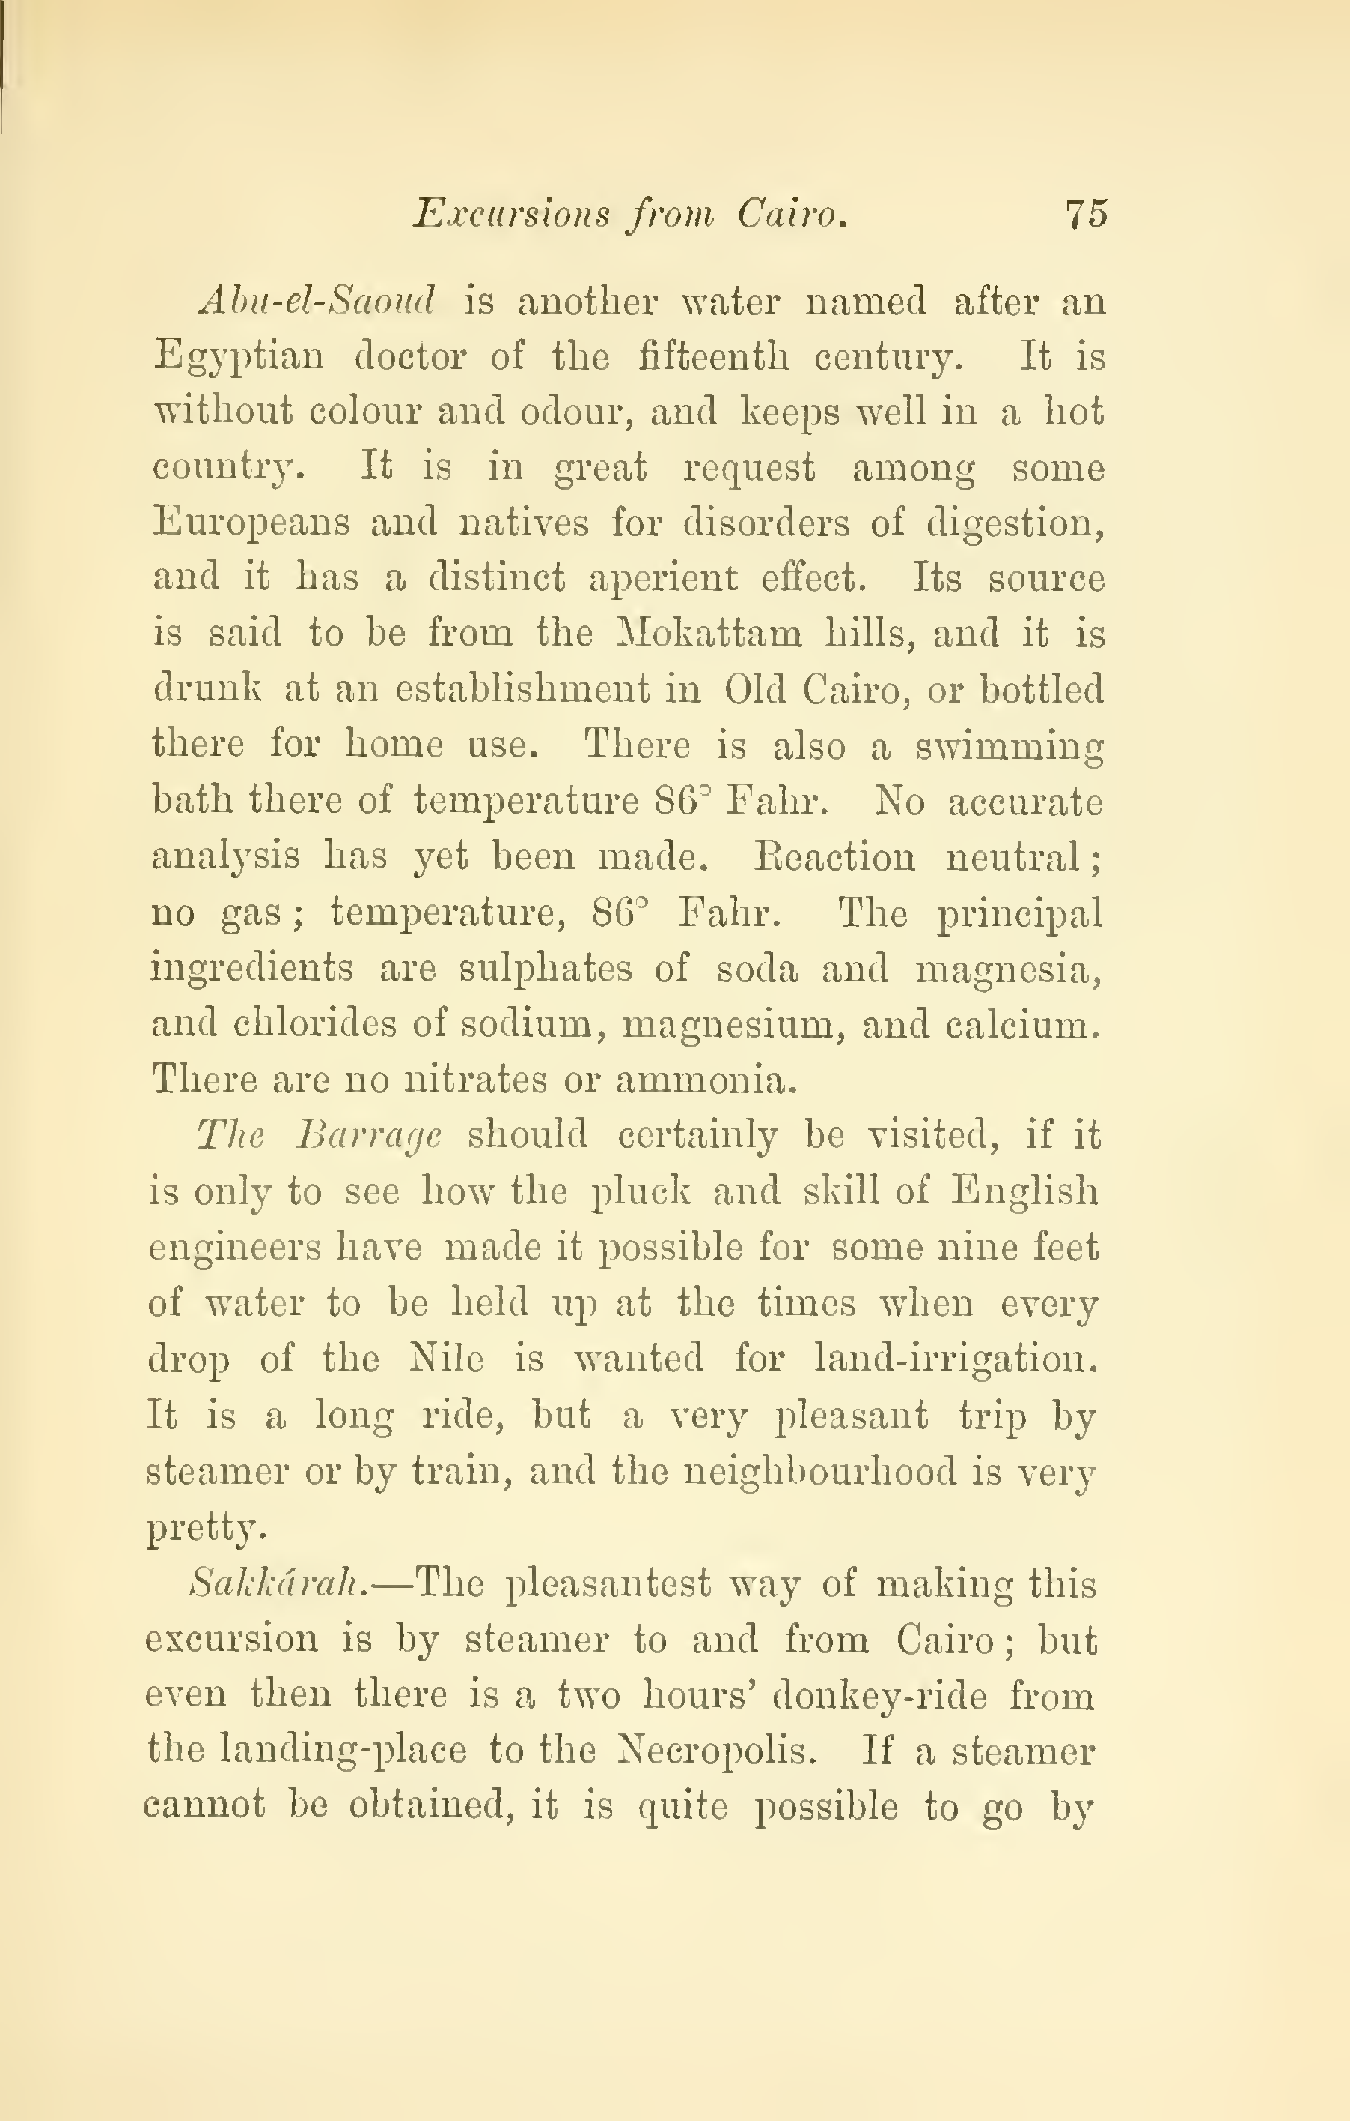 Excursions from Cairo. 75
Abu-el-Saoud is another water named after an
Egyptian doctor of the fifteenth century. It is
without colour and odour, and keeps well in a hot
country. It is in great request among some
Europeans and natives for disorders of digestion,
and it has a distinct aperient effect. Its source
is said to be from the Mokattam hills, and it is
drunk at an establishment in Old Cairo, or bottled
there for home use. There is also a swimming
bath there of temperature 86° Fahr. No accurate
analysis has yet been made. Reaction neutral;
no gas; temperature, 86° Fahr. The principal
ingredients are sulphates of soda and magnesia,
and chlorides of sodium, magnesium, and calcium.
There are no nitrates or ammonia.
The Barrage should certainly be visited, if it
is only to see how the pluck and skill of English
engineers have made it possible for some nine feet
of water to be held up at the times when every
drop of the Nile is wanted for land-irrigation.
It is a long ride, but a very pleasant trip by
steamer or by train, and the neighbourhood is very
pretty.
Sakkárah.—The pleasantest way of making this
excursion is by steamer to and from Cairo; but
even then there is a two hours' donkey-ride from
the landing-place to the Necropolis. If a steamer
cannot be obtained, it is quite possible to go by